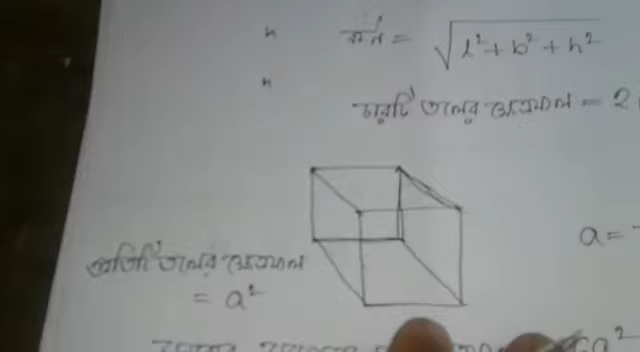 "
কর্ন = √l²+b²+h²
"
চারটি তলের ক্ষেত্রফল = 2
a =
প্রতিটি তলের ক্ষেত্রফল
= a²